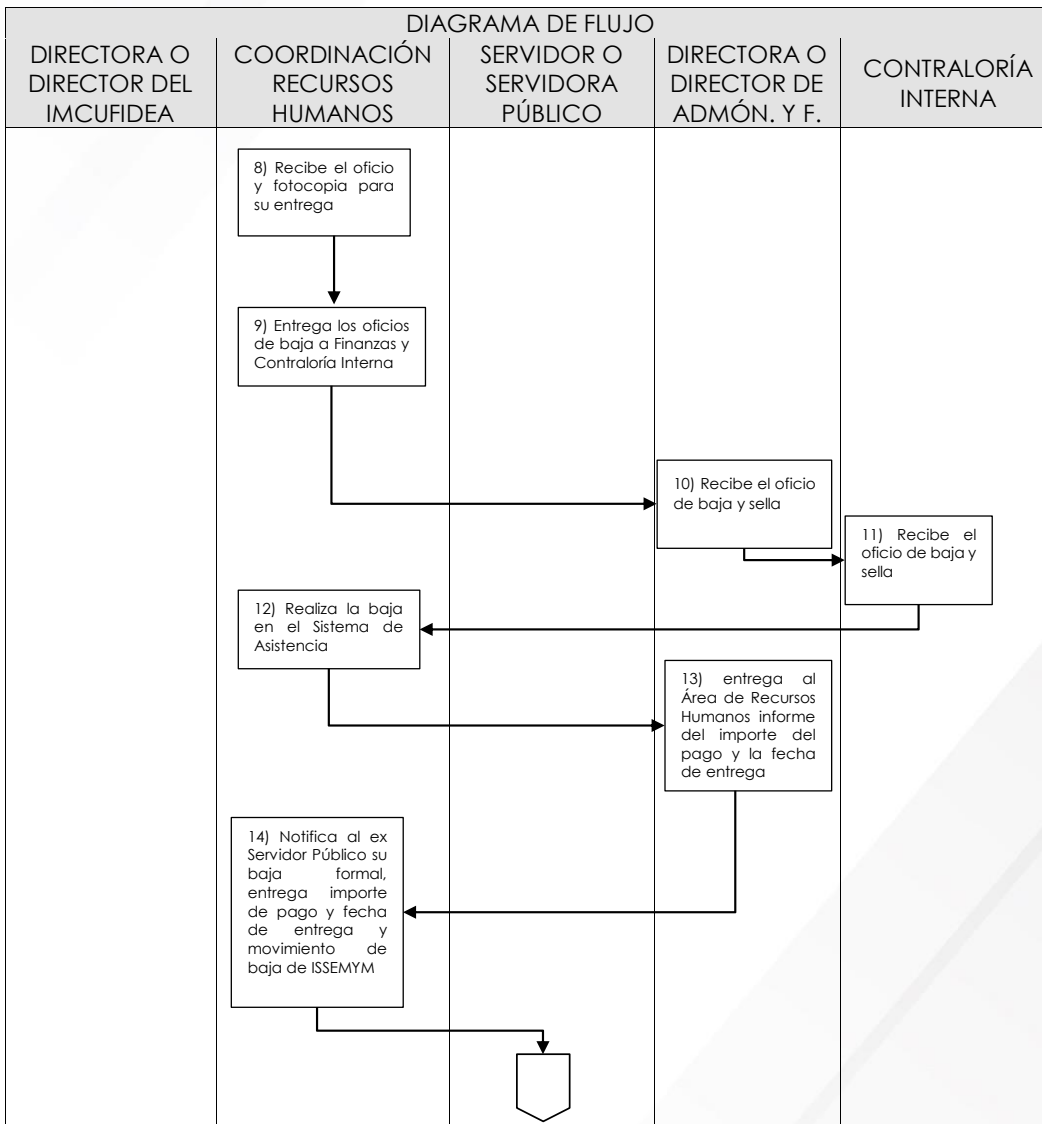 DIAGRAMA DE FLUJO
DIRECTORA O
DIRECTOR DEL
IMCUFIDEA
COORDINACIÓN
RECURSOS
HUMANOS
SERVIDOR O
SERVIDORA
PÚBLICO
DIRECTORA O
DIRECTOR DE
ADMÓN. Y F.
CONTRALORÍA
INTERNA
8) Recibe el oficio
y fotocopia para
su entrega
9) Entrega los oficios
de baja a Finanzas y
Contraloría Interna
10) Recibe el oficio
de baja y sella
11) Recibe el
oficio de baja y
sella
12) Realiza la baja
en el Sistema de
Asistencia
13) entrega al
Área de Recursos
Humanos informe
del importe del
pago y la fecha
de entrega
14) Notifica al ex
Servidor Público su
baja formal,
entrega importe
de pago y fecha
de entrega y
movimiento de
baja de ISSEMYM